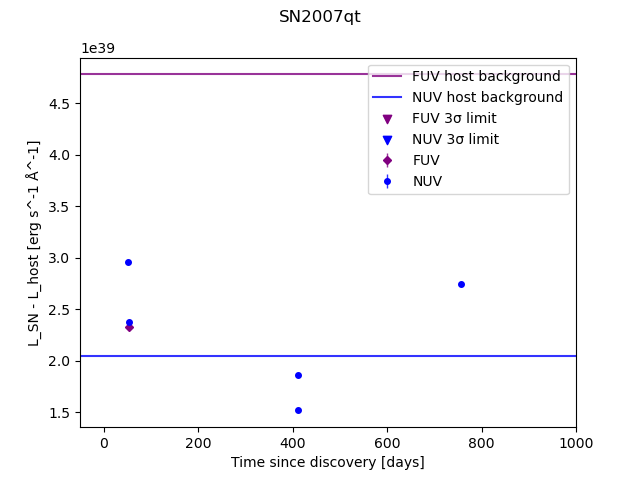 SN2007qt
1e39
FUV host background
NUV host background
FUV 3σ limit
NUV 3σ limit
FUV
NUV
4.5
4.0
3.5
3.0
2.5
2.0
1.5
L_SN - L_host [erg s^-1 Å^-1]
0 200 400 600 800 1000
Time since discovery [days]